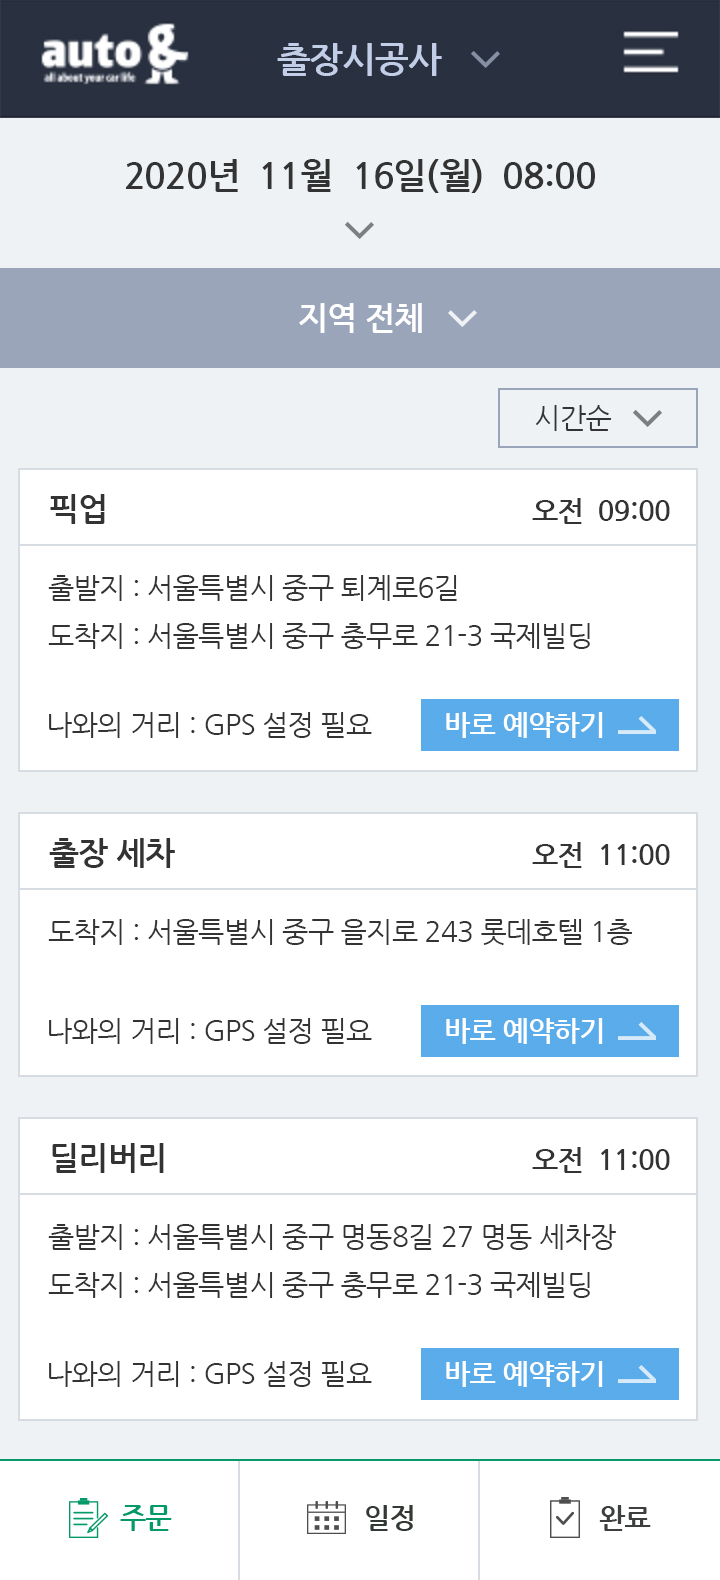 auto g
all about your car life
출장시공사
2020년 11월 16일(월) 08:00
지역 전체
시간순
픽업 오전 09:00
출발지 : 서울특별시 중구 퇴계로6길
도착지 : 서울특별시 중구 충무로 21-3 국제빌딩
나와의 거리 : GPS 설정 필요 바로 예약하기
출장 세차 오전 11:00
도착지 : 서울특별시 중구 을지로 243 롯데호텔 1층
나와의 거리 : GPS 설정 필요 바로 예약하기
딜리버리 오전 11:00
출발지 : 서울특별시 중구 명동8길 27 명동 세차장
도착지 : 서울특별시 중구 충무로 21-3 국제빌딩
나와의 거리 : GPS 설정 필요 바로 예약하기
주문 일정 완료